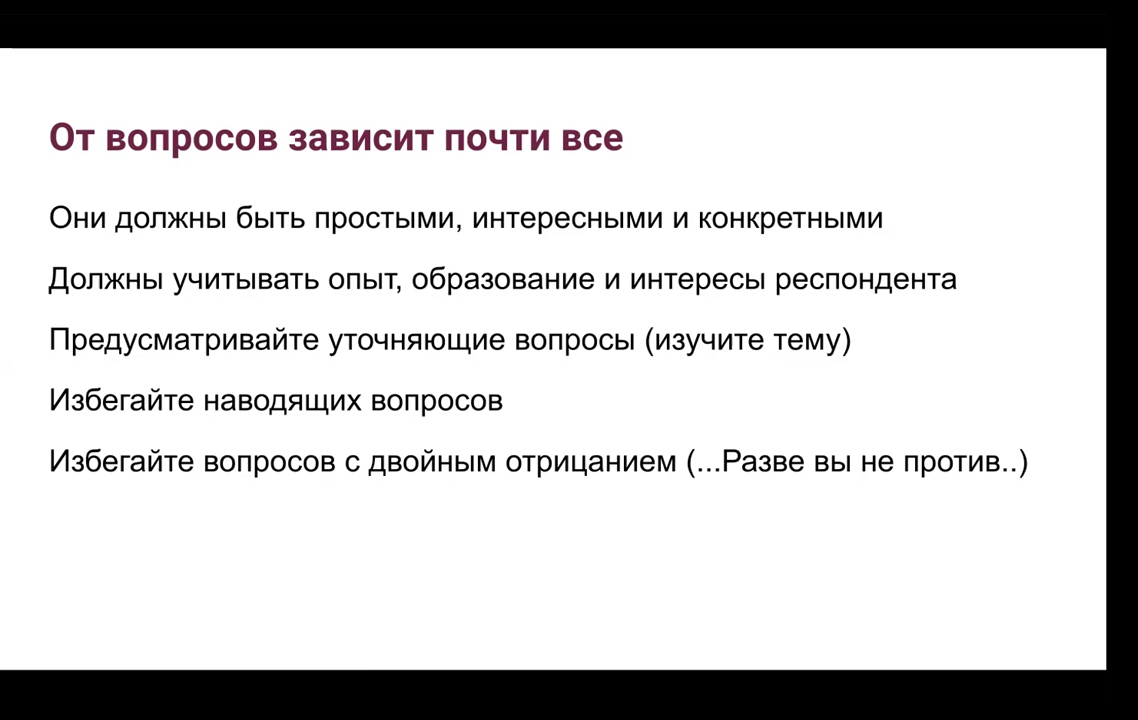 От вопросов зависит почти все
Они должны быть простыми, интересными и конкретными
Должны учитывать опыт, образование и интересы респондента
Предусматривайте уточняющие вопросы (изучите тему)
Избегайте наводящих вопросов
Избегайте вопросов с двойным отрицанием (...Разве вы не против..)